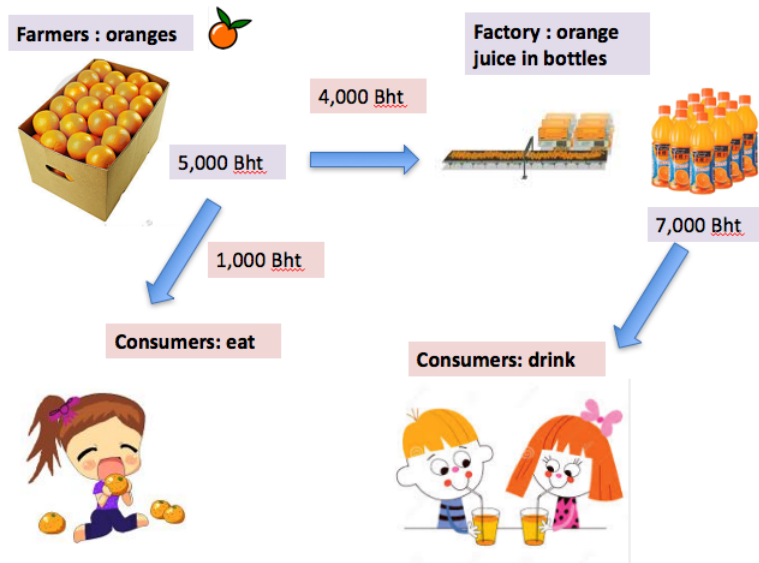 Farmers : oranges
Factory : orange
juice in bottles
4,000 Bht
5,000 Bht
7,000 Bht
1,000 Bht
Consumers: eat
Consumers: drink